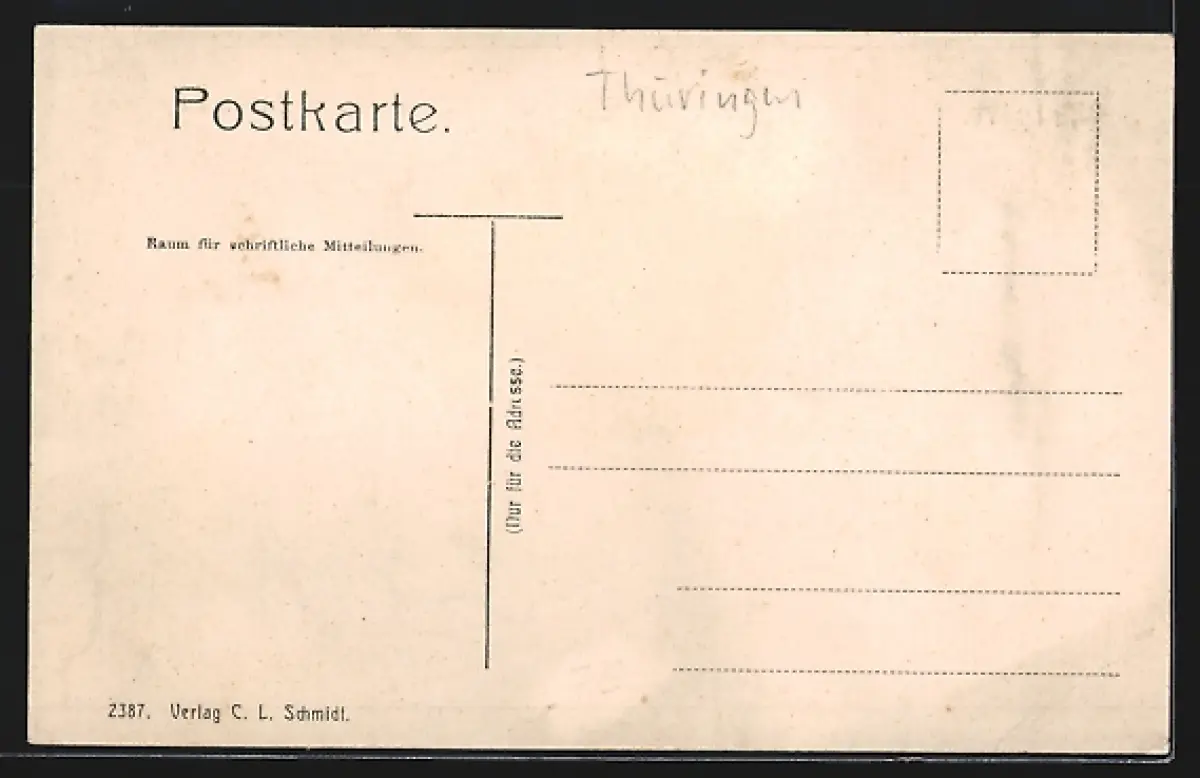 Postkarte.
Thüringen
Raum für schriftliche Mitteilungen.
(Nur für die Adresse.)
2387. Verlag C. L. Schmidt.